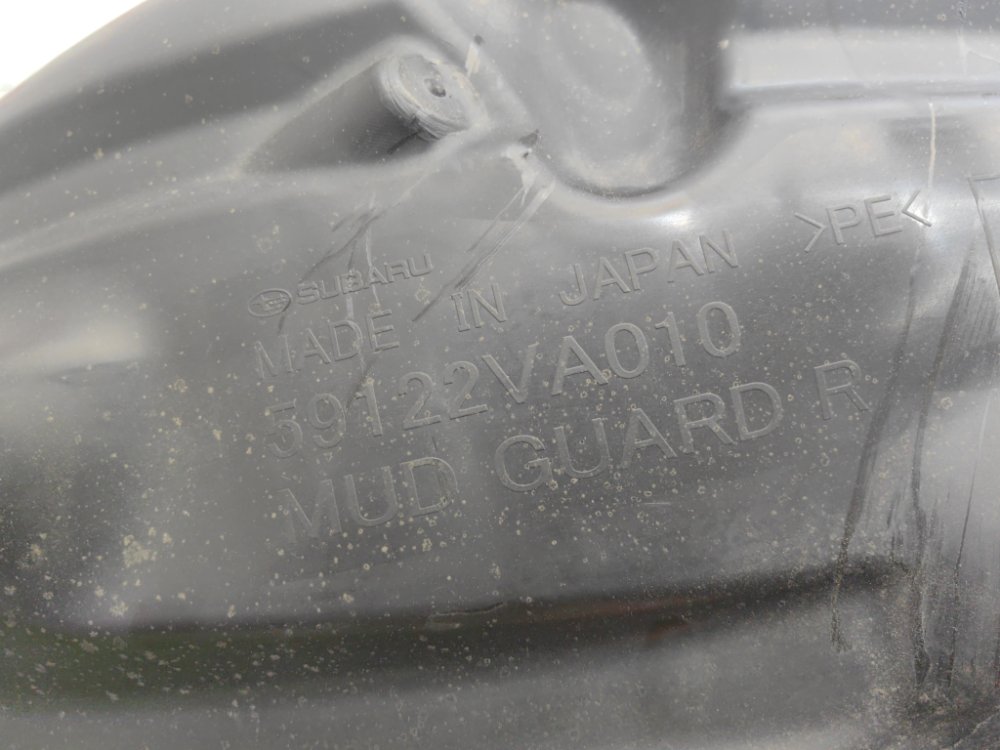 SUBARU
MADE IN JAPAN >PE<
59122VA010
MUD GUARD R